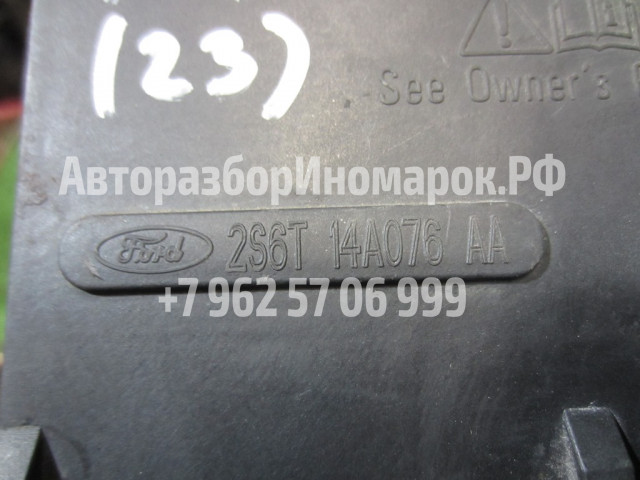 (23)
See Owner's
АвторазборИномарок.РФ
Ford 2S6T 14A076 AA
+7 962 57 06 999